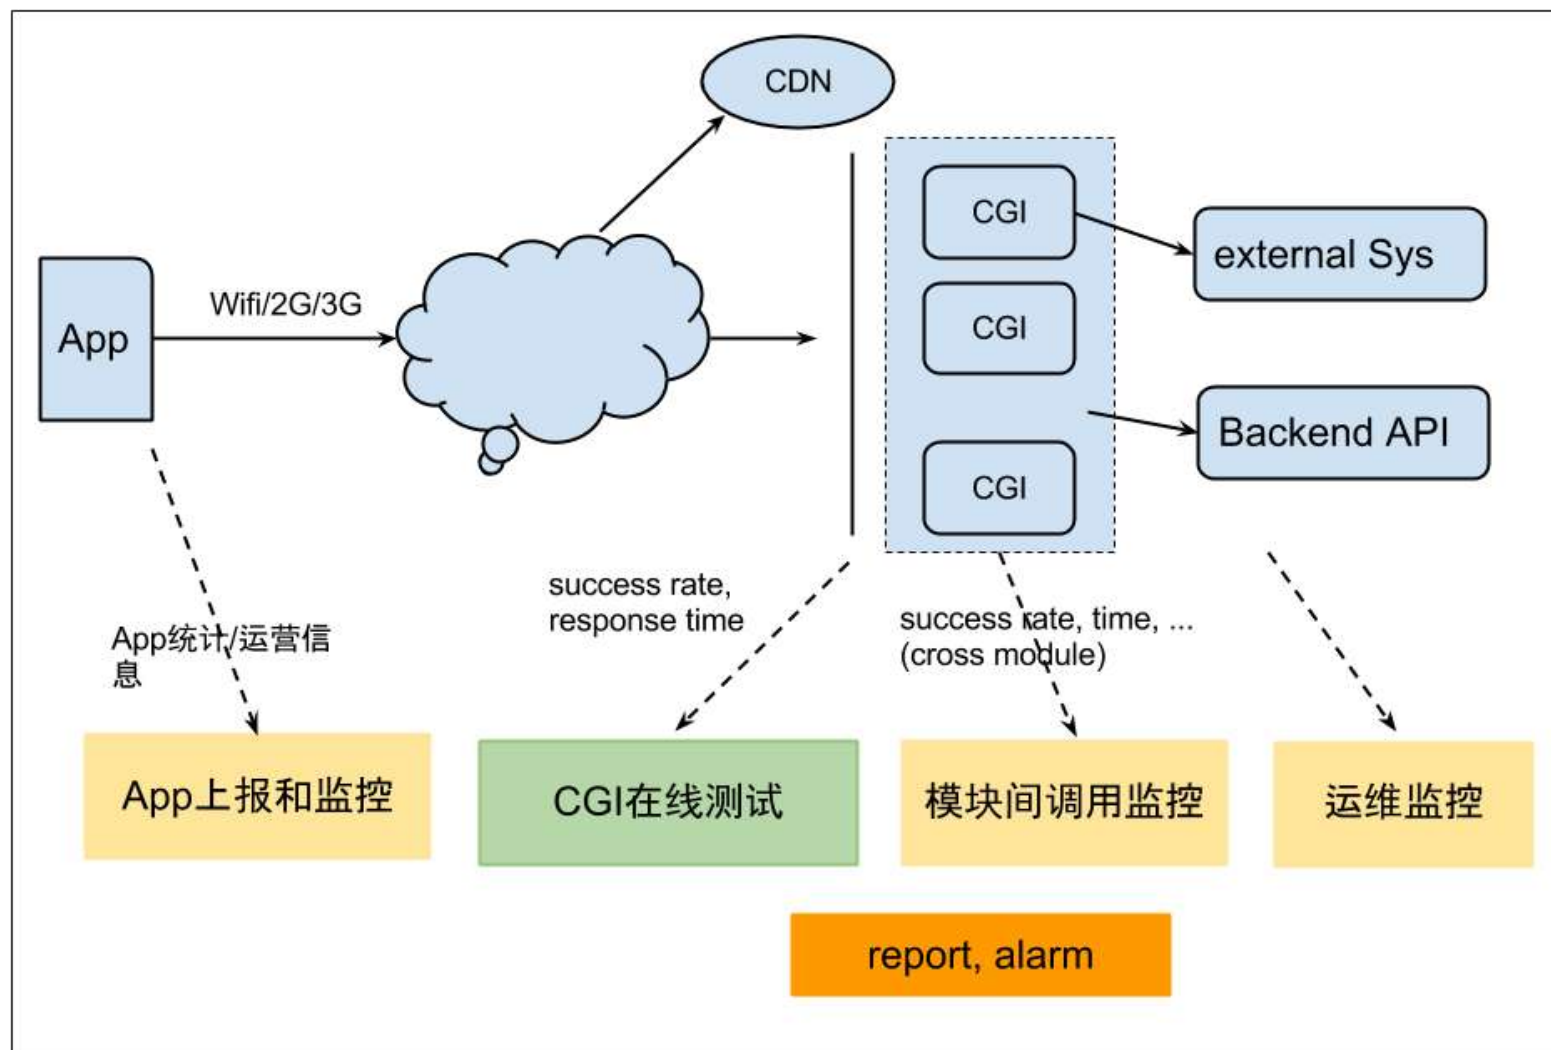 CDN
CGI
external Sys
Wifi/2G/3G
App
CGI
Backend API
CGI
success rate,
response time
success rate, time, ...
(cross module)
App统计/运营信
息
App上报和监控
CGI在线测试
模块间调用监控
运维监控
report, alarm